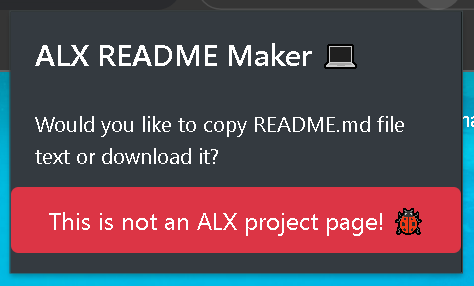 ALX README Maker 💻
Would you like to copy README.md file
text or download it?
This is not an ALX project page! 🐞